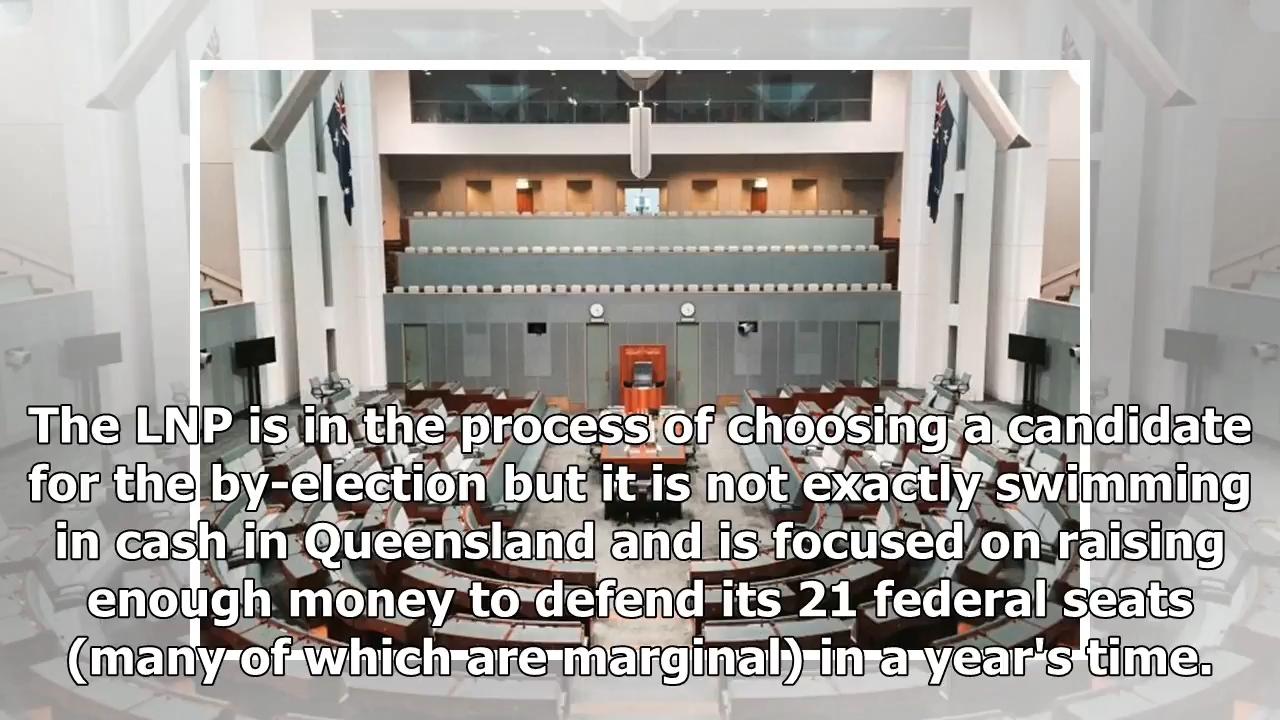 The LNP is in the process of choosing a candidate
for the by-election but it is not exactly swimming
in cash in Queensland and is focused on raising
enough money to defend its 21 federal seats
(many of which are marginal) in a year's time.